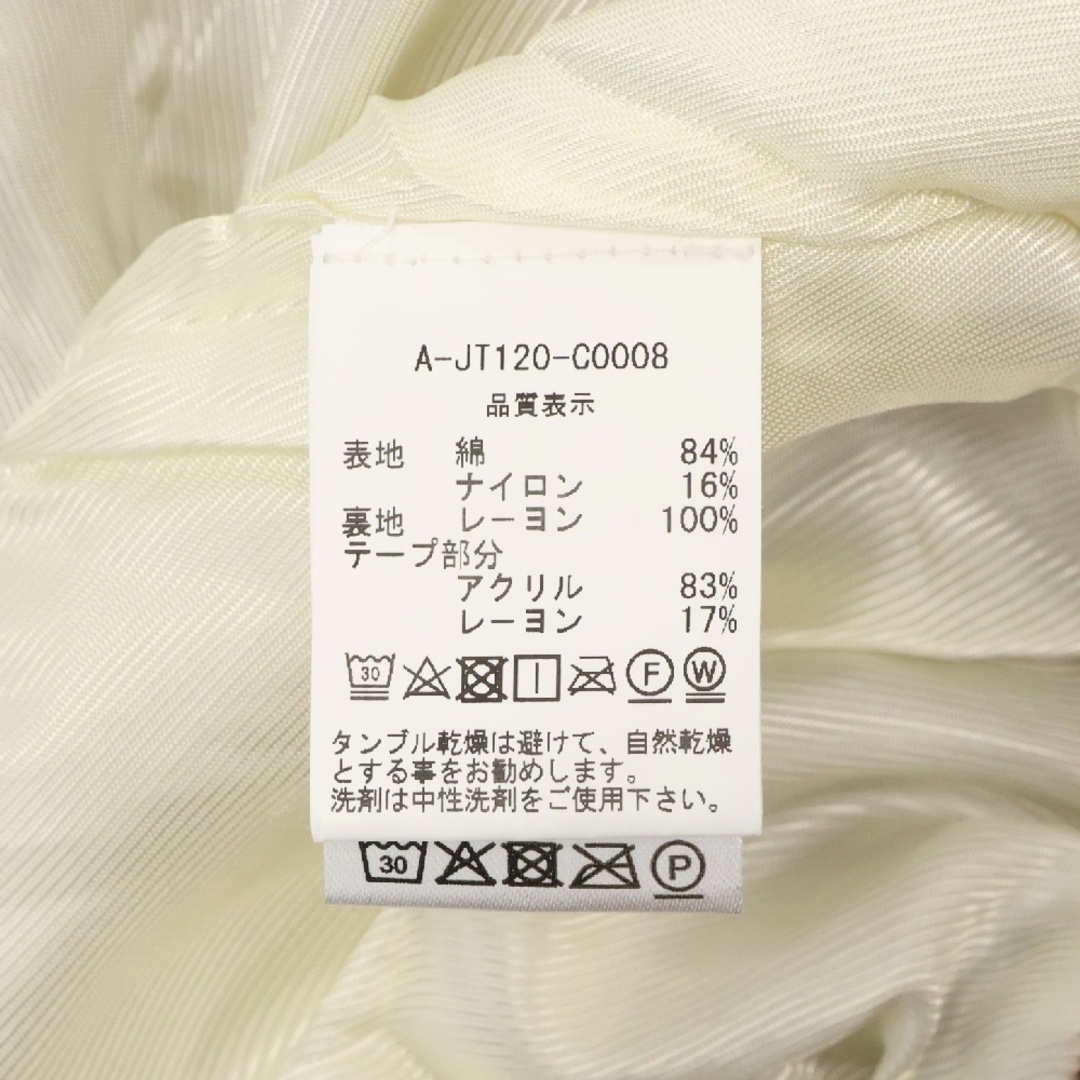 A-JT120-C0008
品質表示
表地 綿 84%
ナイロン 16%
裏地 レーヨン 100%
テープ部分
アクリル 83%
レーヨン 17%
30 F W
タンブル乾燥は避けて、自然乾燥
とする事をお勧めします。
洗剤は中性洗剤をご使用下さい。
30 P